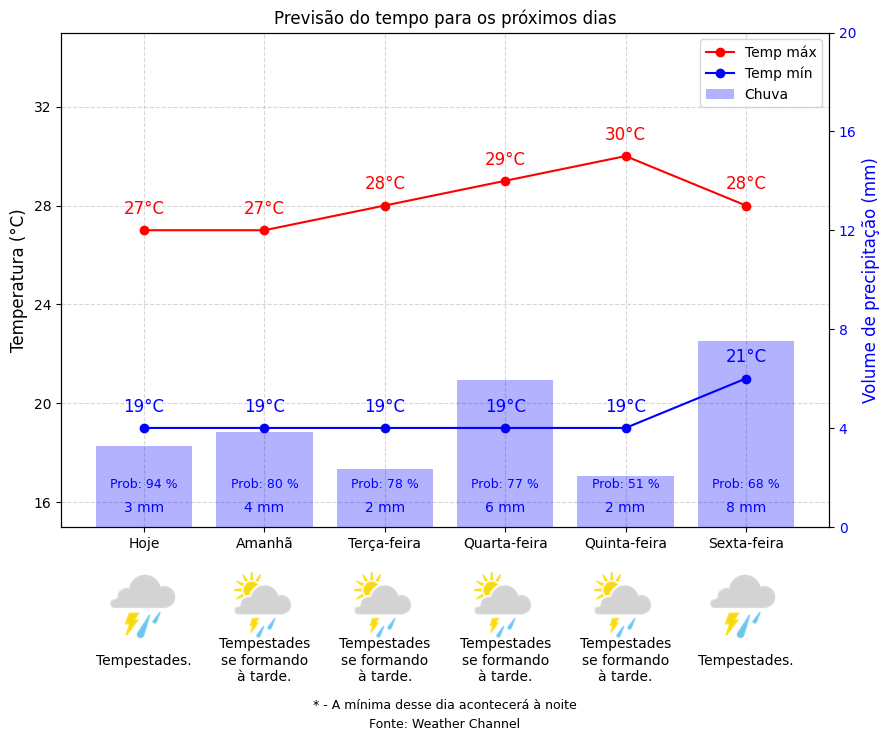 Previsão do tempo para os próximos dias
Temperatura (°C)
Volume de precipitação (mm)
Temp máx
Temp mín
Chuva
32
28
24
20
16
20
16
12
8
4
0
27°C 27°C 28°C 29°C 30°C 28°C
19°C 19°C 19°C 19°C 19°C 21°C
Prob: 94 % Prob: 80 % Prob: 78 % Prob: 77 % Prob: 51 % Prob: 68 %
3 mm 4 mm 2 mm 6 mm 2 mm 8 mm
Hoje Amanhã Terça-feira Quarta-feira Quinta-feira Sexta-feira
Tempestades.
Tempestades
se formando
à tarde.
Tempestades
se formando
à tarde.
Tempestades
se formando
à tarde.
Tempestades
se formando
à tarde.
Tempestades.
* - A mínima desse dia acontecerá à noite
Fonte: Weather Channel